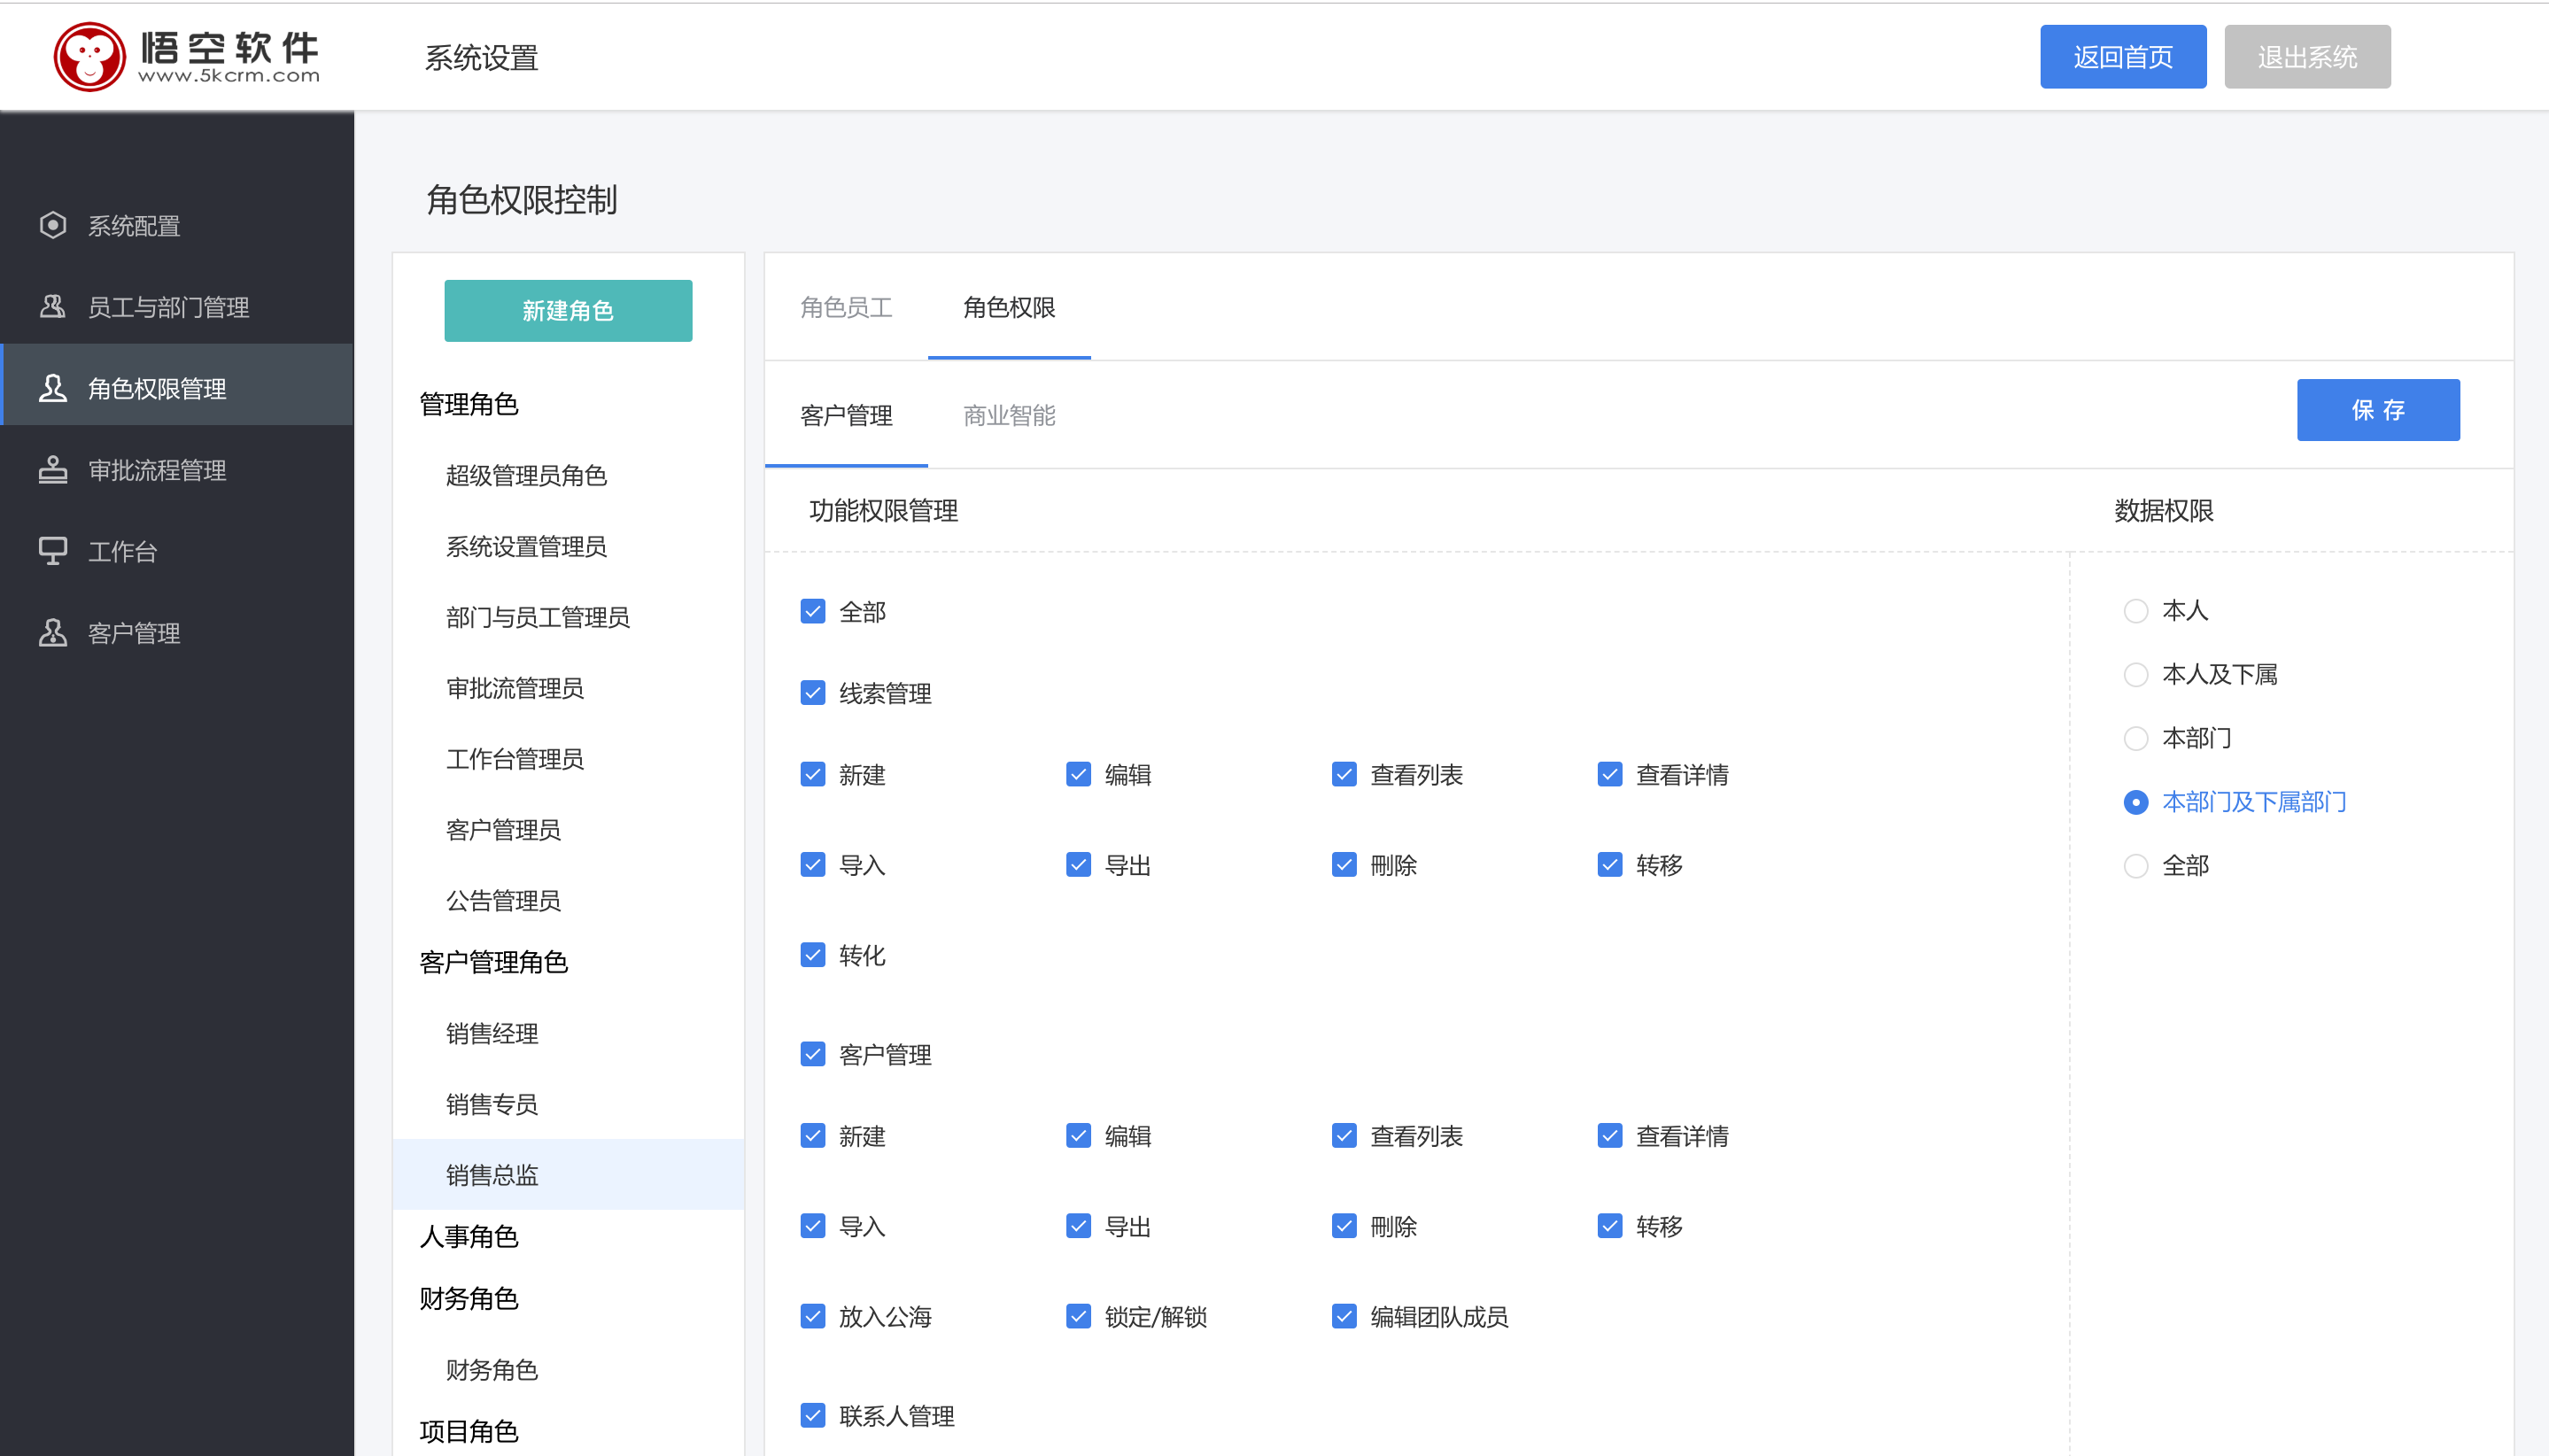 悟空软件
www.5kcrm.com
系统设置
返回首页
退出系统
系统配置
员工与部门管理
角色权限管理
审批流程管理
工作台
客户管理
角色权限控制
新建角色
管理角色
超级管理员角色
系统设置管理员
部门与员工管理员
审批流管理员
工作台管理员
客户管理员
公告管理员
客户管理角色
销售经理
销售专员
销售总监
人事角色
财务角色
财务角色
项目角色
角色员工 角色权限
客户管理 商业智能
保 存
功能权限管理
全部
线索管理
新建 编辑 查看列表 查看详情
导入 导出 刪除 转移
转化
客户管理
新建 编辑 查看列表 查看详情
导入 导出 刪除 转移
放入公海 锁定/解锁 编辑团队成员
联系人管理
数据权限
本人
本人及下属
本部门
本部门及下属部门
全部